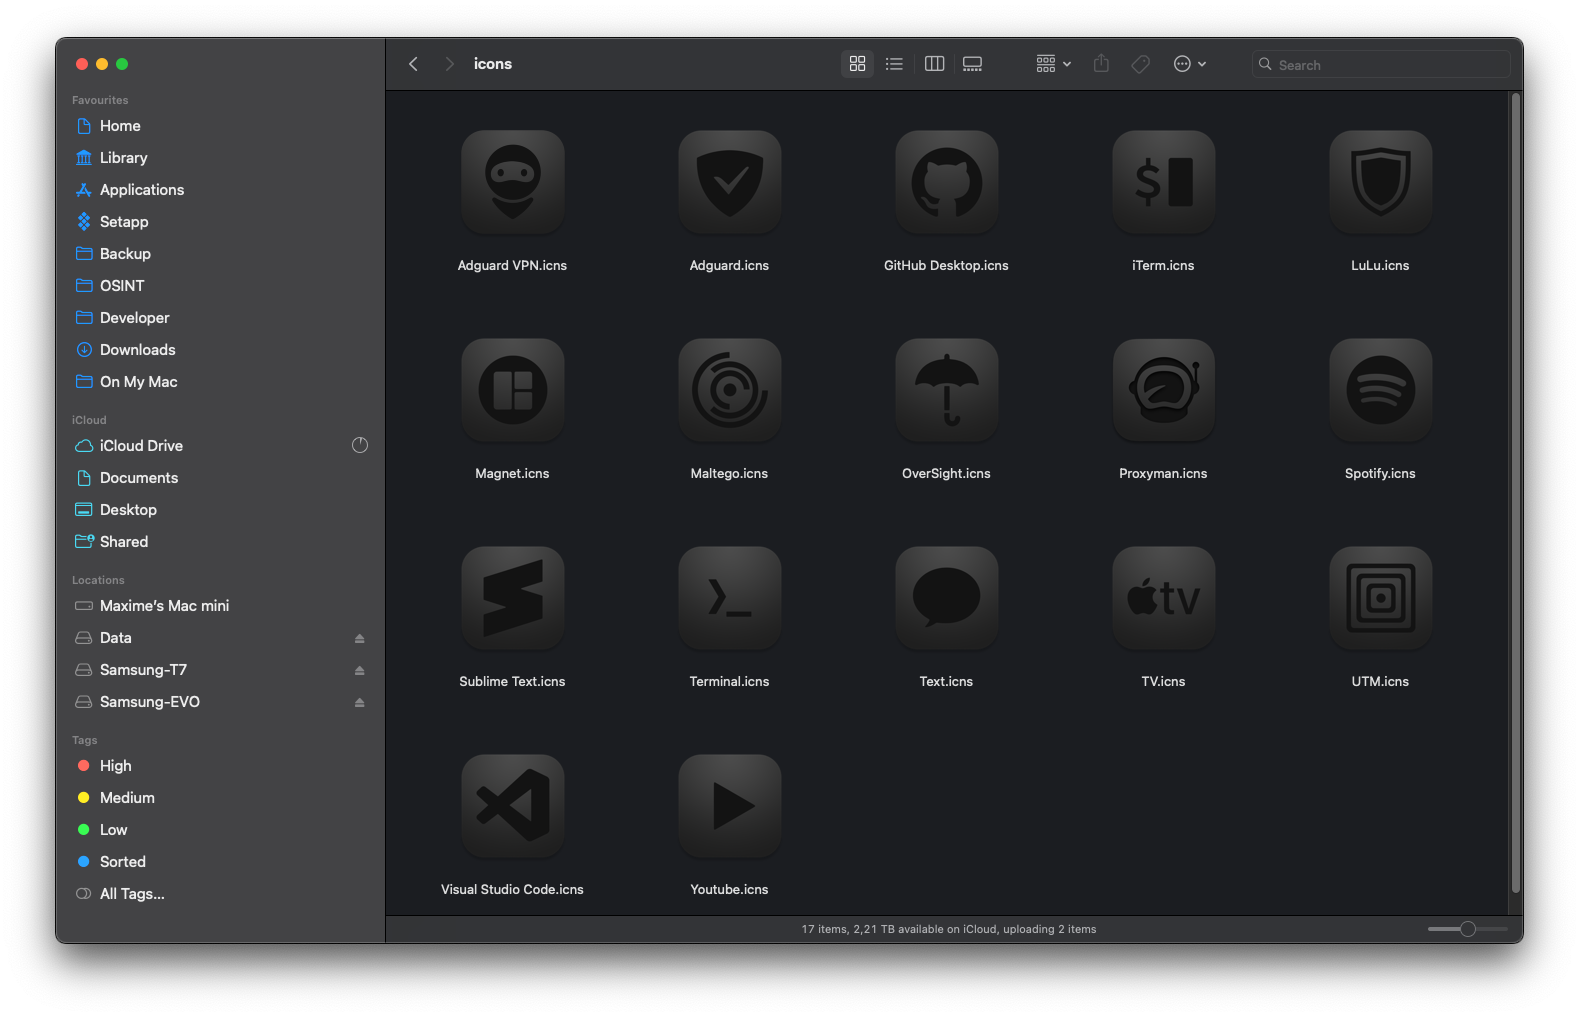 icons
Search
Favourites
Home
Library
Applications
Setapp
Backup
OSINT
Developer
Downloads
On My Mac
iCloud
iCloud Drive
Documents
Desktop
Shared
Locations
Maxime's Mac mini
Data
Samsung-T7
Samsung-EVO
Tags
High
Medium
Low
Sorted
All Tags...
$
Adguard VPN.icns
Adguard.icns
GitHub Desktop.icns
iTerm.icns
LuLu.icns
Magnet.icns
Maltego.icns
OverSight.icns
Proxyman.icns
Spotify.icns
tv
Sublime Text.icns
Terminal.icns
Text.icns
TV.icns
UTM.icns
Visual Studio Code.icns
Youtube.icns
17 items, 2,21 TB available on iCloud, uploading 2 items